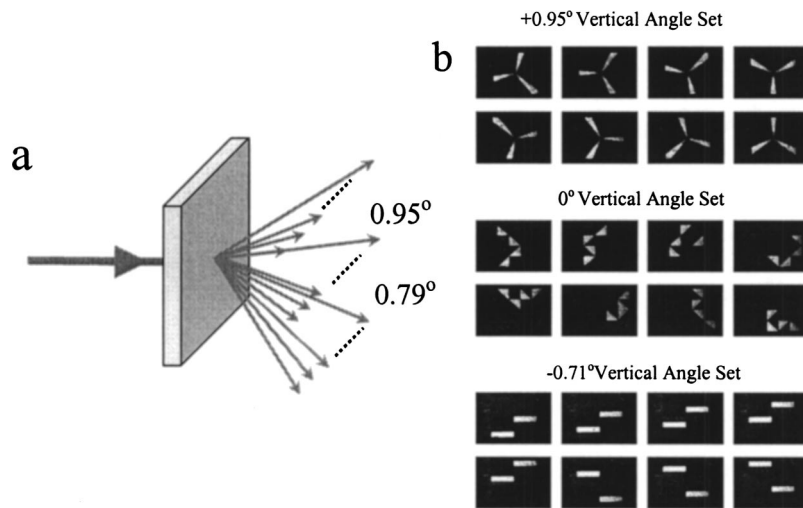 +0.95° Vertical Angle Set
b
a
0.95°
0.79°
0° Vertical Angle Set
-0.71°Vertical Angle Set